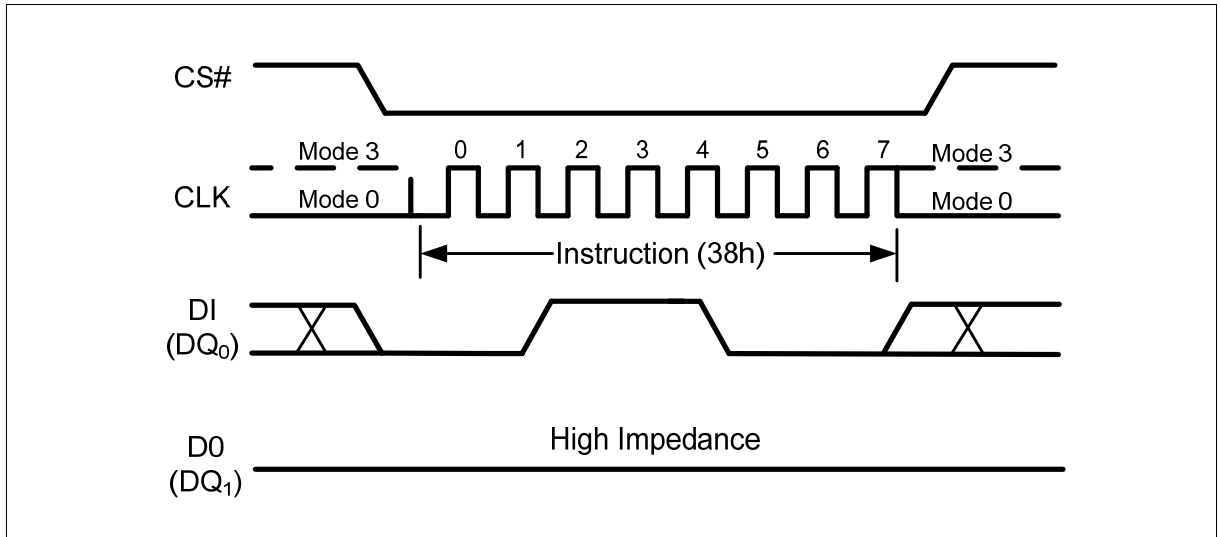 CS#
Mode 3 0 1 2 3 4 5 6 7 Mode 3
CLK Mode 0 Mode 0
Instruction (38h)
DI
(DQ₀)
High Impedance
D0
(DQ₁)